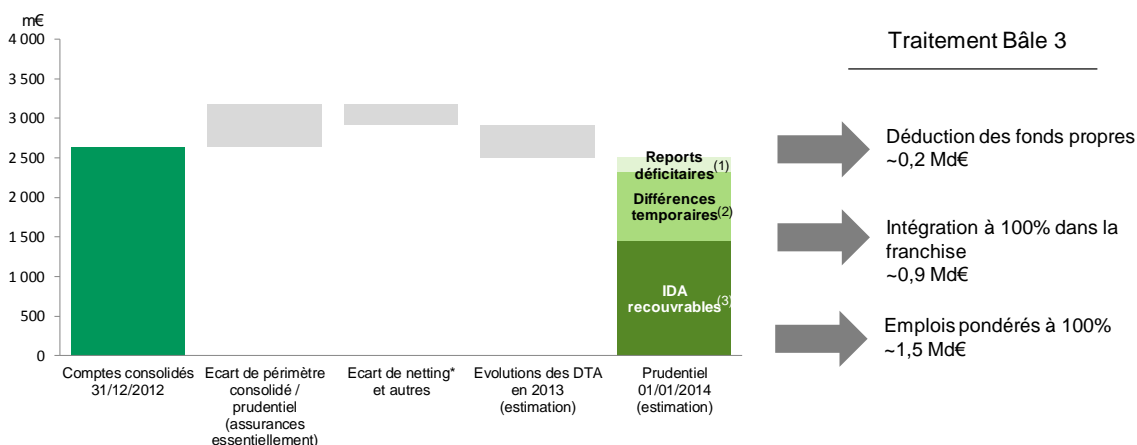 m€
4 000
3 500
3 000
2 500
2 000
1 500
1 000
500
0
Reports
déficitaires(1)
Différences
temporaires(2)
IDA
recouvrables(3)
Comptes consolidés
31/12/2012
Ecart de périmètre
consolidé /
prudentiel
(assurances
essentiellement)
Ecart de netting*
et autres
Evolutions des DTA
en 2013
(estimation)
Prudentiel
01/01/2014
(estimation)
Traitement Bâle 3
Déduction des fonds propres
~0,2 Md€
Intégration à 100% dans la
franchise
~0,9 Md€
Emplois pondérés à 100%
~1,5 Md€